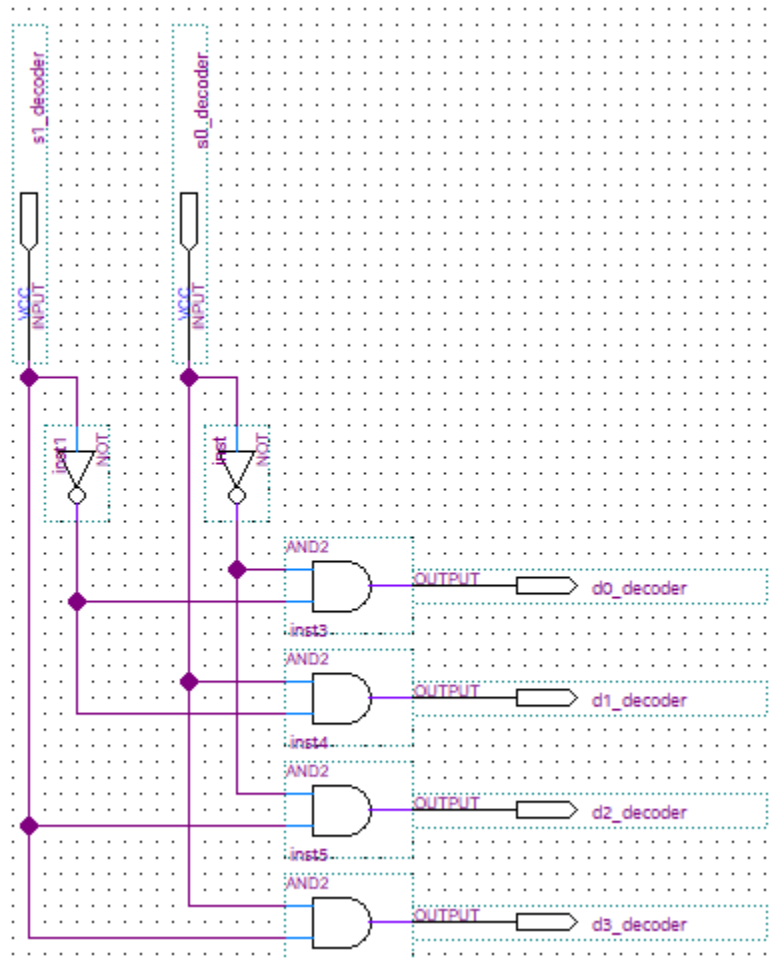 s1_decoder
s0_decoder
VCC
INPUT
VCC
INPUT
inst1
NOT
inst
NOT
AND2
OUTPUT
d0_decoder
inst3
AND2
OUTPUT
d1_decoder
inst4
AND2
OUTPUT
d2_decoder
inst5
AND2
OUTPUT
d3_decoder